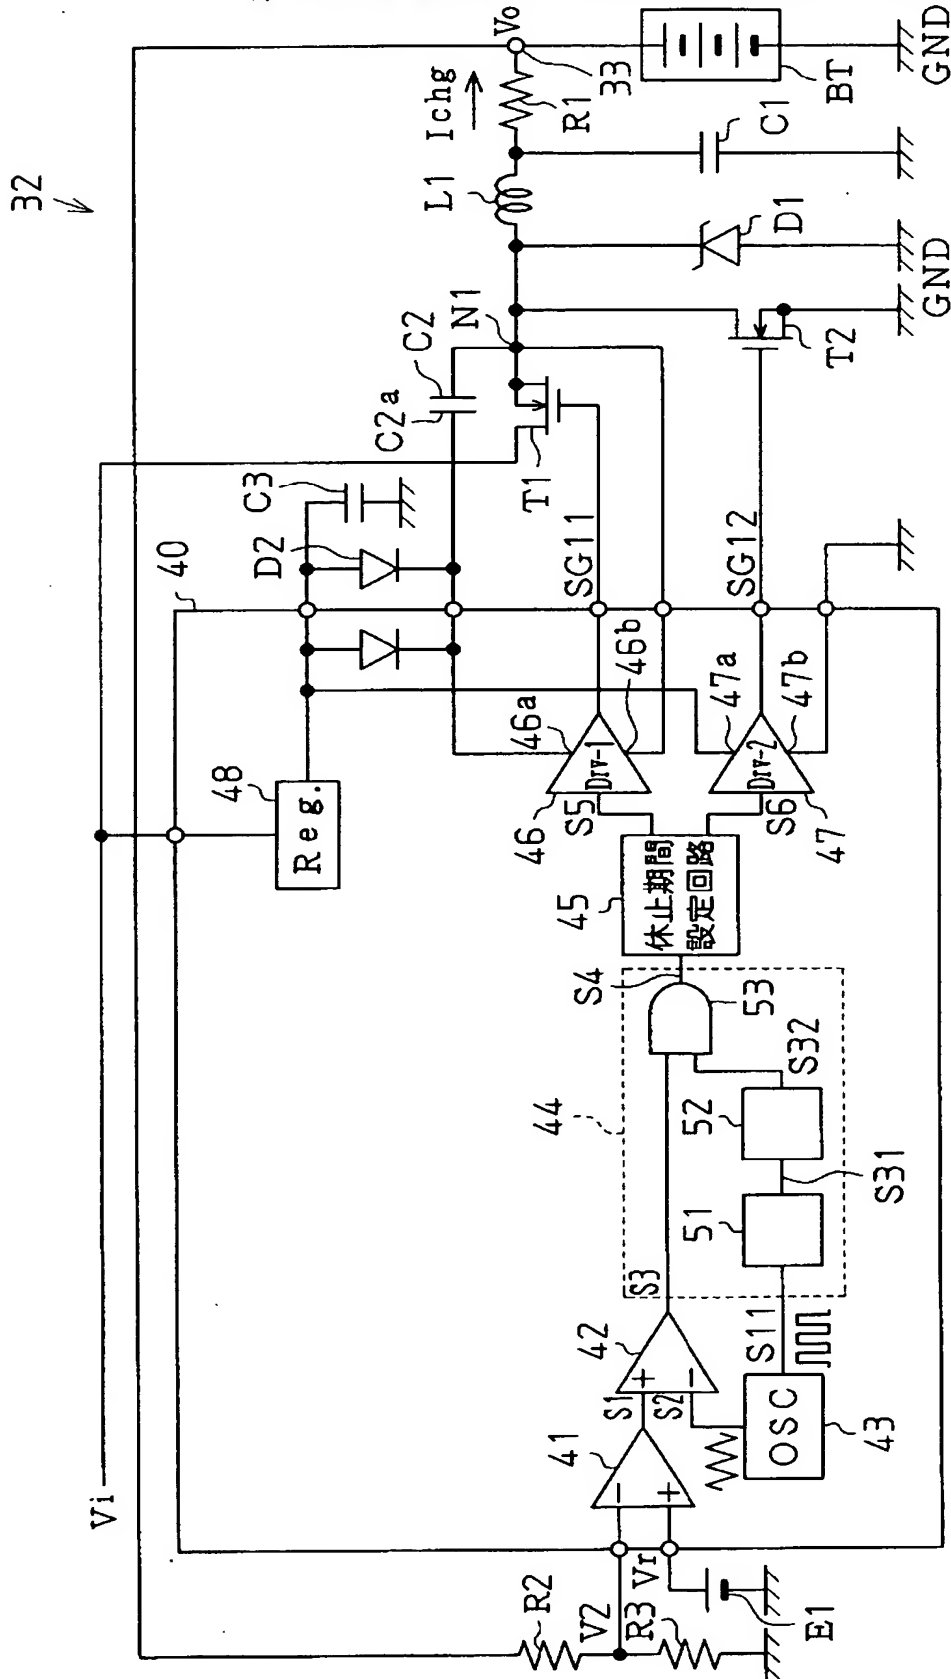 32
Vi
40
48
Reg.
D2
C3
C2a
C2
N1
T1
L1
Ichg
R1
Vo
33
BT
C1
D1
T2
GND
GND
SG11
SG12
46
46a
46b
Drv-1
47
47a
47b
Drv-2
S5
S6
45
休止期間
設定回路
S4
53
44
S32
52
S31
51
S3
42
+
-
S1
S2
S11
OSC
43
41
-
+
R2
V2
R3
Vr
E1